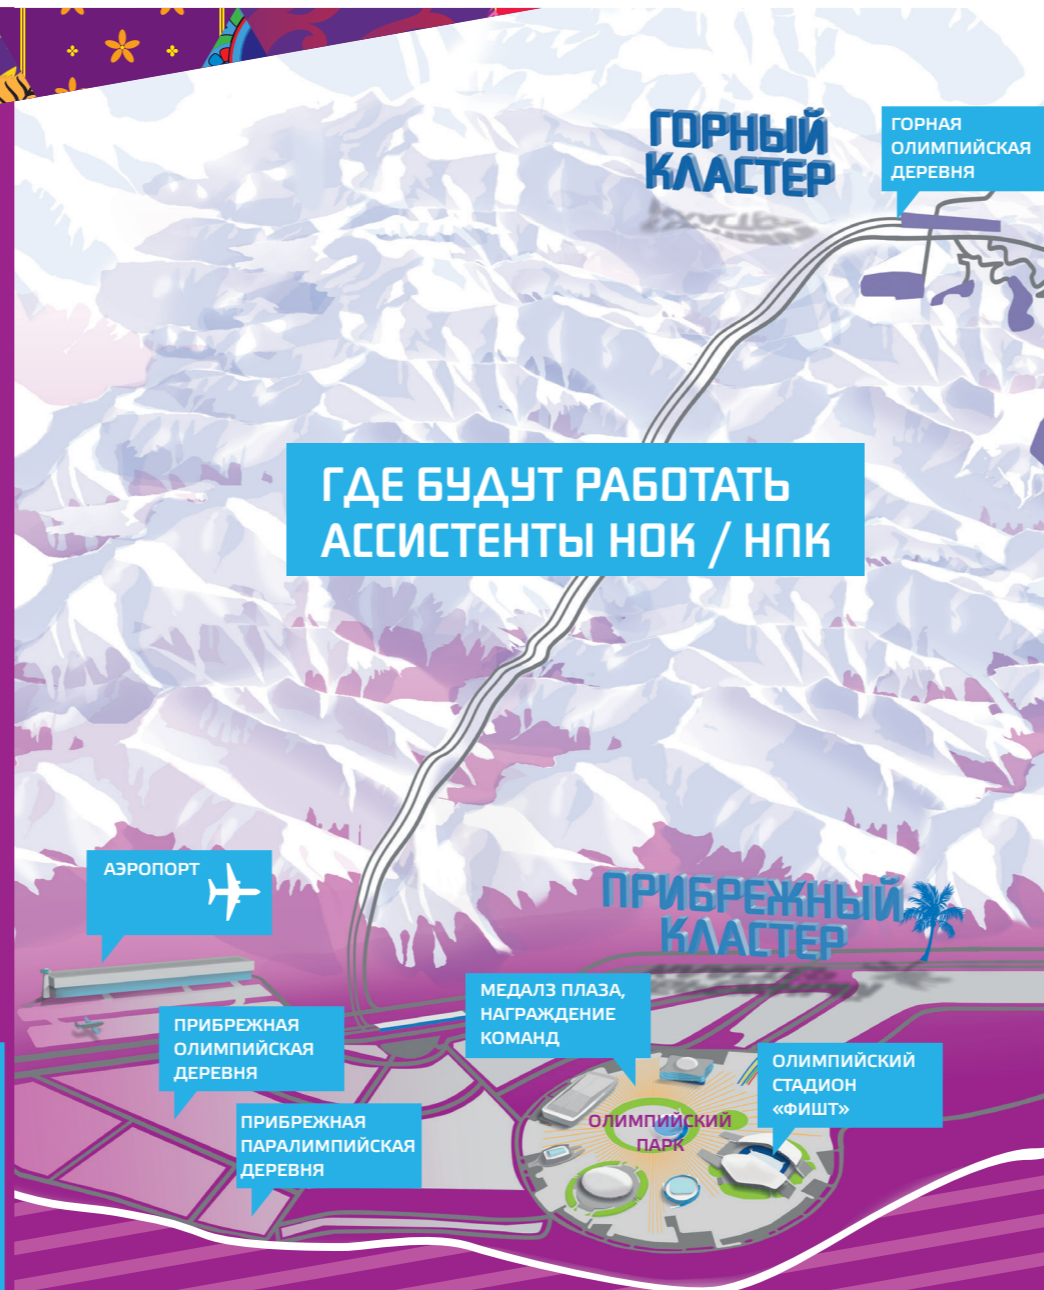 ГОРНЫЙ
КЛАСТЕР
ГОРНАЯ
ОЛИМПИЙСКАЯ
ДЕРЕВНЯ
ГДЕ БУДУТ РАБОТАТЬ
АССИСТЕНТЫ НОК / НПК
АЭРОПОРТ
ПРИБРЕЖНЫЙ
КЛАСТЕР
МЕДАЛЗ ПЛАЗА,
НАГРАЖДЕНИЕ
КОМАНД
ПРИБРЕЖНАЯ
ОЛИМПИЙСКАЯ
ДЕРЕВНЯ
ОЛИМПИЙСКИЙ
СТАДИОН
«ФИШТ»
ПРИБРЕЖНАЯ
ПАРАЛИМПИЙСКАЯ
ДЕРЕВНЯ
ОЛИМПИЙСКИЙ
ПАРК